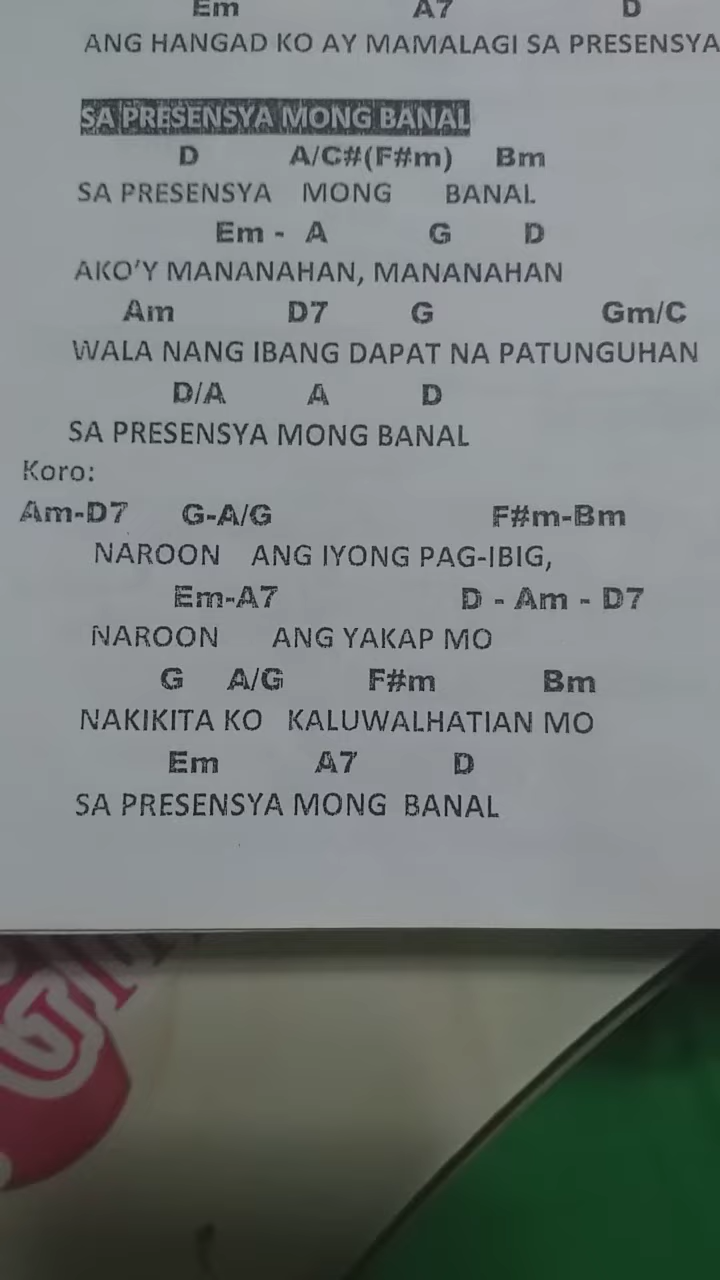 Em A7 D
ANG HANGAD KO AY MAMALAGI SA PRESENSYA
SA PRESENSYA MONG BANAL
D A/C#(F#m) Bm
SA PRESENSYA MONG BANAL
Em - A G D
AKO'Y MANANAHAN, MANANAHAN
Am D7 G Gm/C
WALA NANG IBANG DAPAT NA PATUNGUHAN
D/A A D
SA PRESENSYA MONG BANAL
Koro:
Am-D7 G-A/G F#m-Bm
NAROON ANG IYONG PAG-IBIG,
Em-A7 D - Am - D7
NAROON ANG YAKAP MO
G A/G F#m Bm
NAKIKITA KO KALUWALHATIAN MO
Em A7 D
SA PRESENSYA MONG BANAL